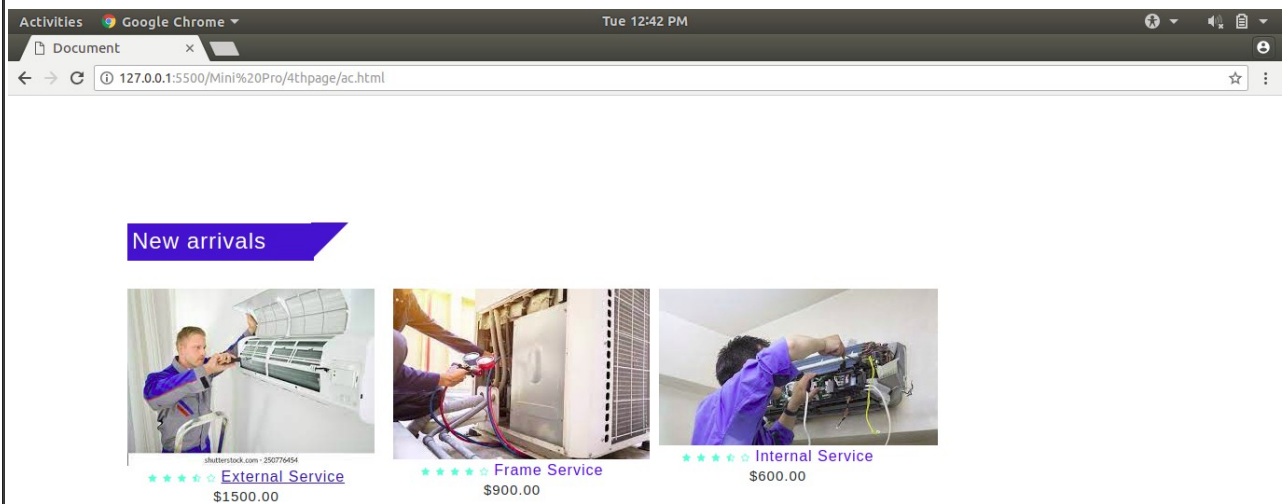 Activities Google Chrome Tue 12:42 PM
Document
127.0.0.1:5500/Mini%20Pro/4thpage/ac.html
New arrivals
shutterstock.com · 250776454
External Service
$1500.00
Frame Service
$900.00
Internal Service
$600.00